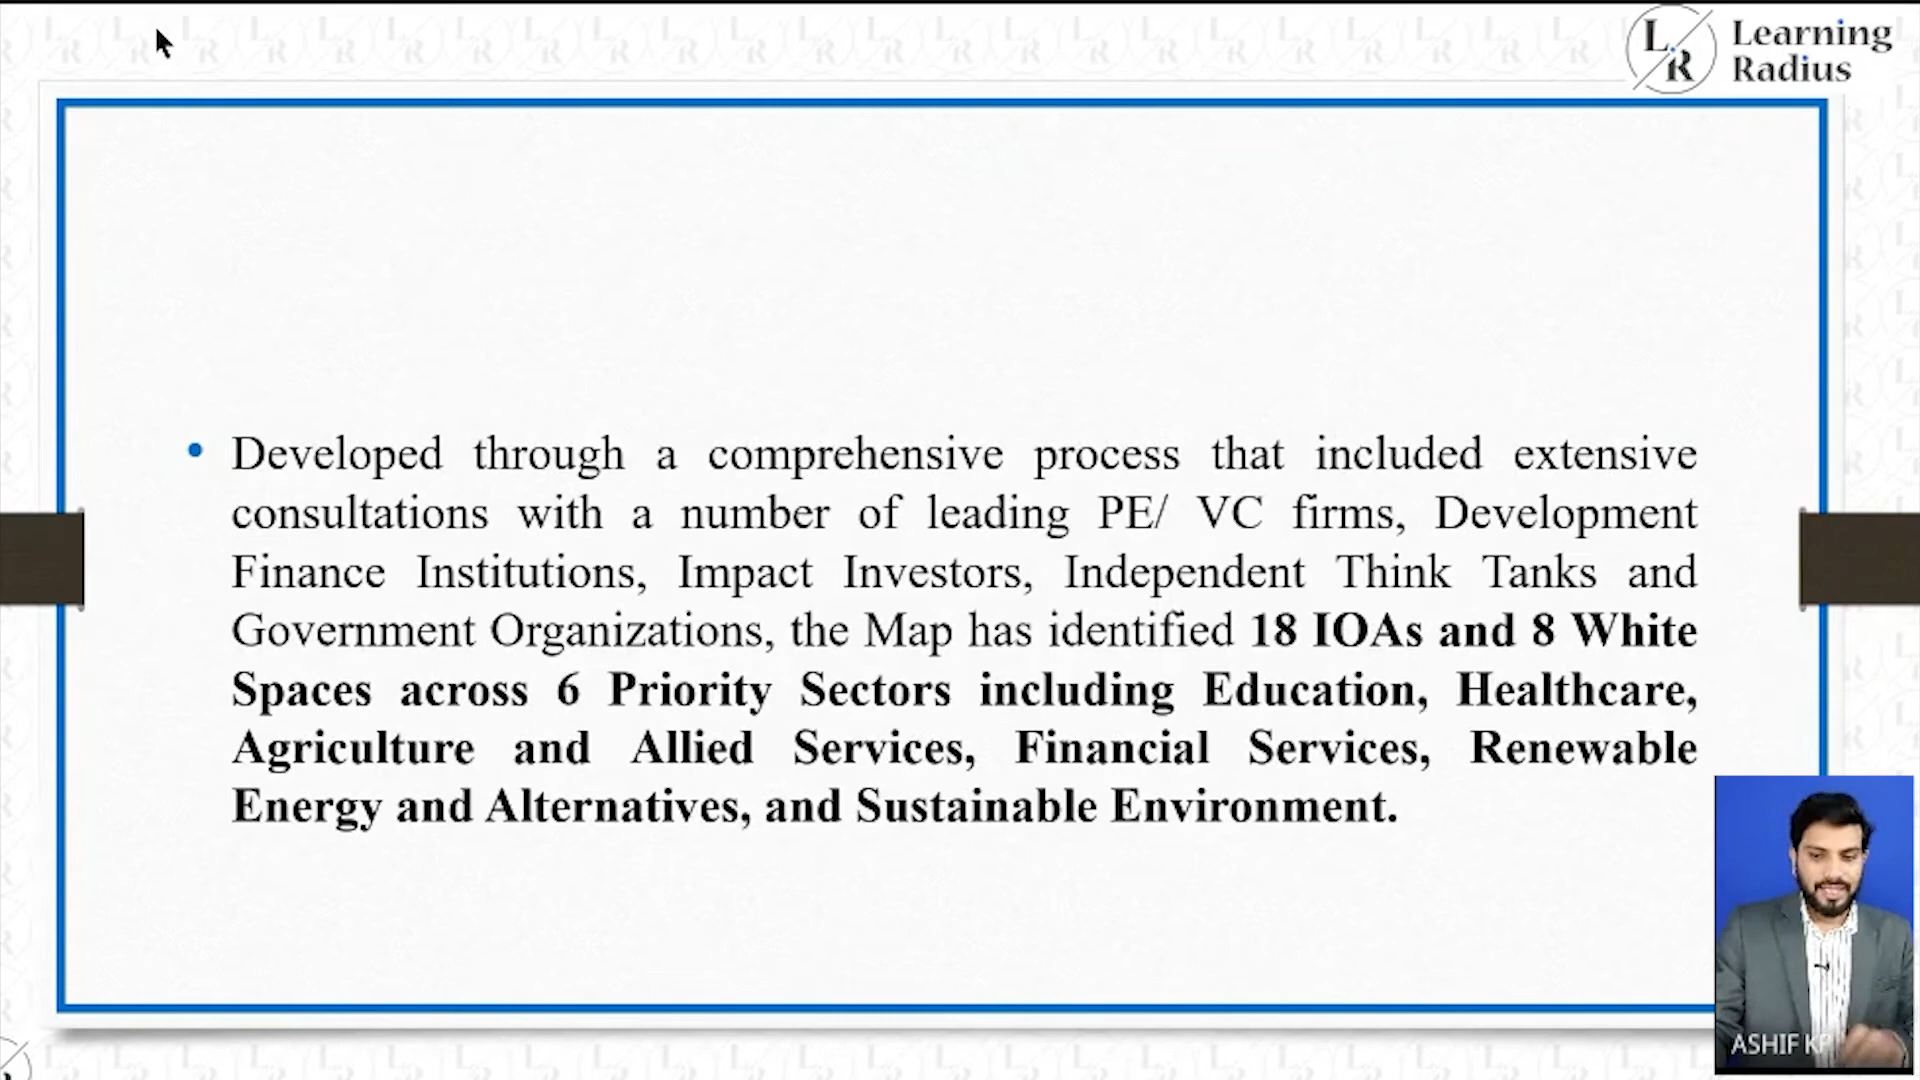 Learning
Radius
• Developed through a comprehensive process that included extensive
consultations with a number of leading PE/ VC firms, Development
Finance Institutions, Impact Investors, Independent Think Tanks and
Government Organizations, the Map has identified 18 IOAs and 8 White
Spaces across 6 Priority Sectors including Education, Healthcare,
Agriculture and Allied Services, Financial Services, Renewable
Energy and Alternatives, and Sustainable Environment.
ASHIF